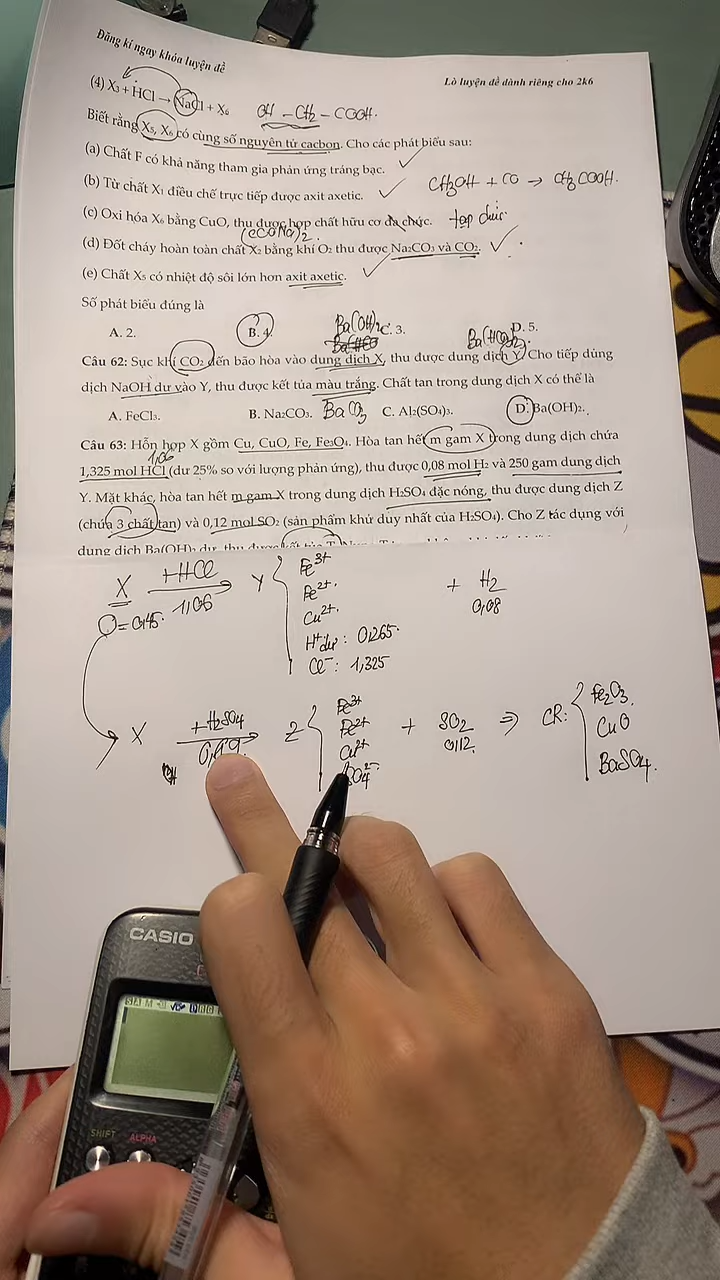 Đăng kí ngay khóa luyện đề
Lò luyện đề dành riêng cho 2k6
(4) X₃ + HCl → NaCl + X₆ OH – CH₂ – COOH.
Biết rằng X₅, X₆ có cùng số nguyên tử cacbon. Cho các phát biểu sau:
(a) Chất F có khả năng tham gia phản ứng tráng bạc.
(b) Từ chất X₁ điều chế trực tiếp được axit axetic. CH₃OH + CO → CH₃COOH.
(c) Oxi hóa X₆ bằng CuO, thu được hợp chất hữu cơ đa chức. tạp chức.
(COONa)₂.
(d) Đốt cháy hoàn toàn chất X₂ bằng khí O₂ thu được Na₂CO₃ và CO₂.
(e) Chất X₅ có nhiệt độ sôi lớn hơn axit axetic.
Số phát biểu đúng là
Ba(OH)₂
A. 2. B. 4. C. 3. D. 5.
Câu 62: Sục khí CO₂ đến bão hòa vào dung dịch X, thu được dung dịch Y. Cho tiếp dung
dịch NaOH dư vào Y, thu được kết tủa màu trắng. Chất tan trong dung dịch X có thể là
A. FeCl₃. B. Na₂CO₃. BaCO₃ C. Al₂(SO₄)₃. D. Ba(OH)₂.
Câu 63: Hỗn hợp X gồm Cu, CuO, Fe, Fe₃O₄. Hòa tan hết m gam X trong dung dịch chứa
1,06
1,325 mol HCl (dư 25% so với lượng phản ứng), thu được 0,08 mol H₂ và 250 gam dung dịch
Y. Mặt khác, hòa tan hết m gam X trong dung dịch H₂SO₄ đặc nóng, thu được dung dịch Z
(chứa 3 chất tan) và 0,12 mol SO₂ (sản phẩm khử duy nhất của H₂SO₄). Cho Z tác dụng với
dung dịch Ba(OH)₂ dư, thu được kết tủa T.
X +HCl 1,06 Y { Fe³⁺ + H₂
O = 0,45. Fe²⁺. 0,08
Cu²⁺.
H⁺dư : 0,265.
Cl⁻ : 1,325
X +H₂SO₄ Z { Fe³⁺ + SO₂ ⇒ CR: { Fe₂O₃.
Fe²⁺ 0,12. CuO
Cu²⁺ BaSO₄.
SO₄²⁻
CASIO
SHIFT ALPHA